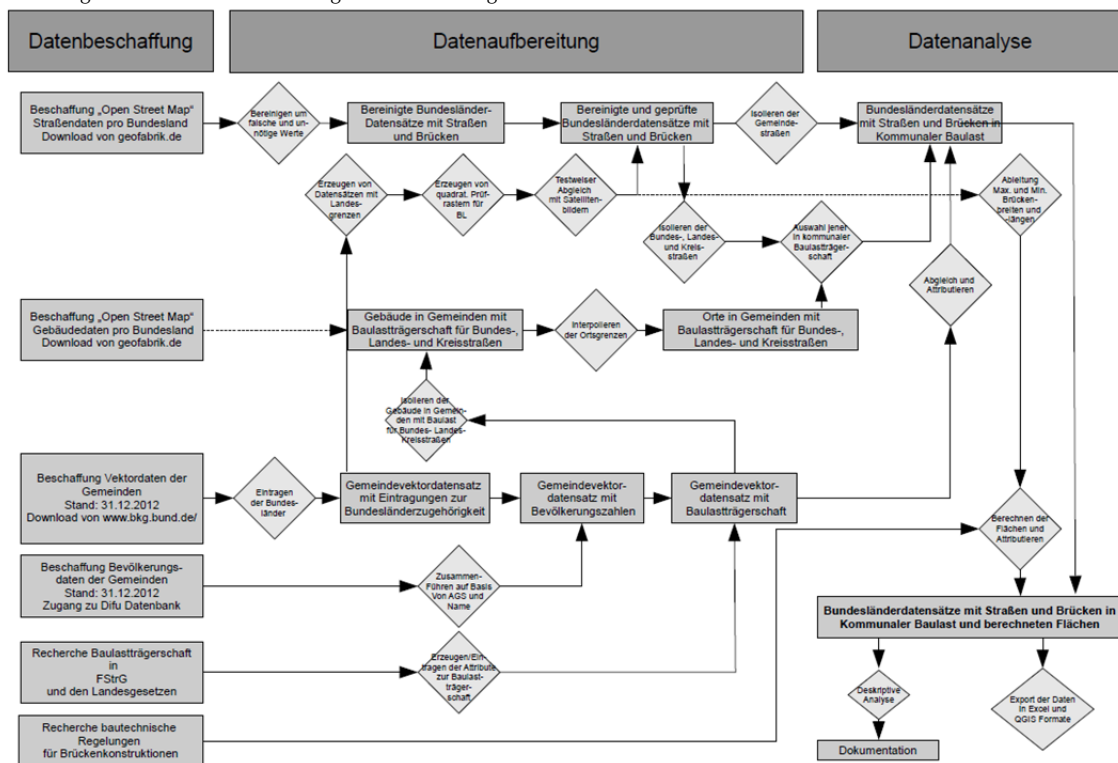 Datenbeschaffung
Datenaufbereitung
Datenanalyse
Beschaffung „Open Street Map“
Straßendaten pro Bundesland
Download von geofabrik.de
Bereinigen um
falsche und un-
nötige Werte
Bereinigte Bundesländer-
Datensätze mit Straßen
und Brücken
Bereinigte und geprüfte
Bundesländerdatensätze mit
Straßen und Brücken
Isolieren der
Gemeinde-
straßen
Bundesländerdatensätze
mit Straßen und Brücken in
Kommunaler Baulast
Erzeugen von
Datensätzen mit
Landes-
grenzen
Erzeugen von
quadrat. Prüf-
rastern für
BL
Testweiser
Abgleich
mit Satelliten-
bildern
Ableitung
Max. und Min.
Brücken-
breiten und
-längen
Isolieren der
Bundes-, Landes-
und Kreis-
straßen
Auswahl jener
in kommunaler
Baulastträger-
schaft
Abgleich und
Attributieren
Beschaffung „Open Street Map“
Gebäudedaten pro Bundesland
Download von geofabrik.de
Gebäude in Gemeinden mit
Baulastträgerschaft für Bundes-,
Landes- und Kreisstraßen
Interpolieren
der Ortsgrenzen
Orte in Gemeinden mit
Baulastträgerschaft für Bundes-,
Landes- und Kreisstraßen
Isolieren der
Gebäude in Gemein-
den mit Baulast
für Bundes- Landes-
Kreisstraßen
Beschaffung Vektordaten der
Gemeinden
Stand: 31.12.2012
Download von www.bkg.bund.de/
Eintragen
der Bundes-
länder
Gemeindevektordatensatz
mit Eintragungen zur
Bundesländerzugehörigkeit
Gemeindevektor-
datensatz mit
Bevölkerungszahlen
Gemeindevektor-
datensatz mit
Baulastträgerschaft
Berechnen der
Flächen und
Attributieren
Beschaffung Bevölkerungs-
daten der Gemeinden
Stand: 31.12.2012
Zugang zu Difu Datenbank
Zusammen-
Führen auf Basis
Von AGS und
Name
Bundesländerdatensätze mit Straßen und Brücken in
Kommunaler Baulast und berechneten Flächen
Recherche Baulastträgerschaft
in
FStrG
und den Landesgesetzen
Erzeugen/Ein-
tragen der Attribute
zur Baulast-
träger-
schaft
Deskriptive
Analyse
Export der Daten
in Excel und
QGIS Formate
Recherche bautechnische
Regelungen
für Brückenkonstruktionen
Dokumentation